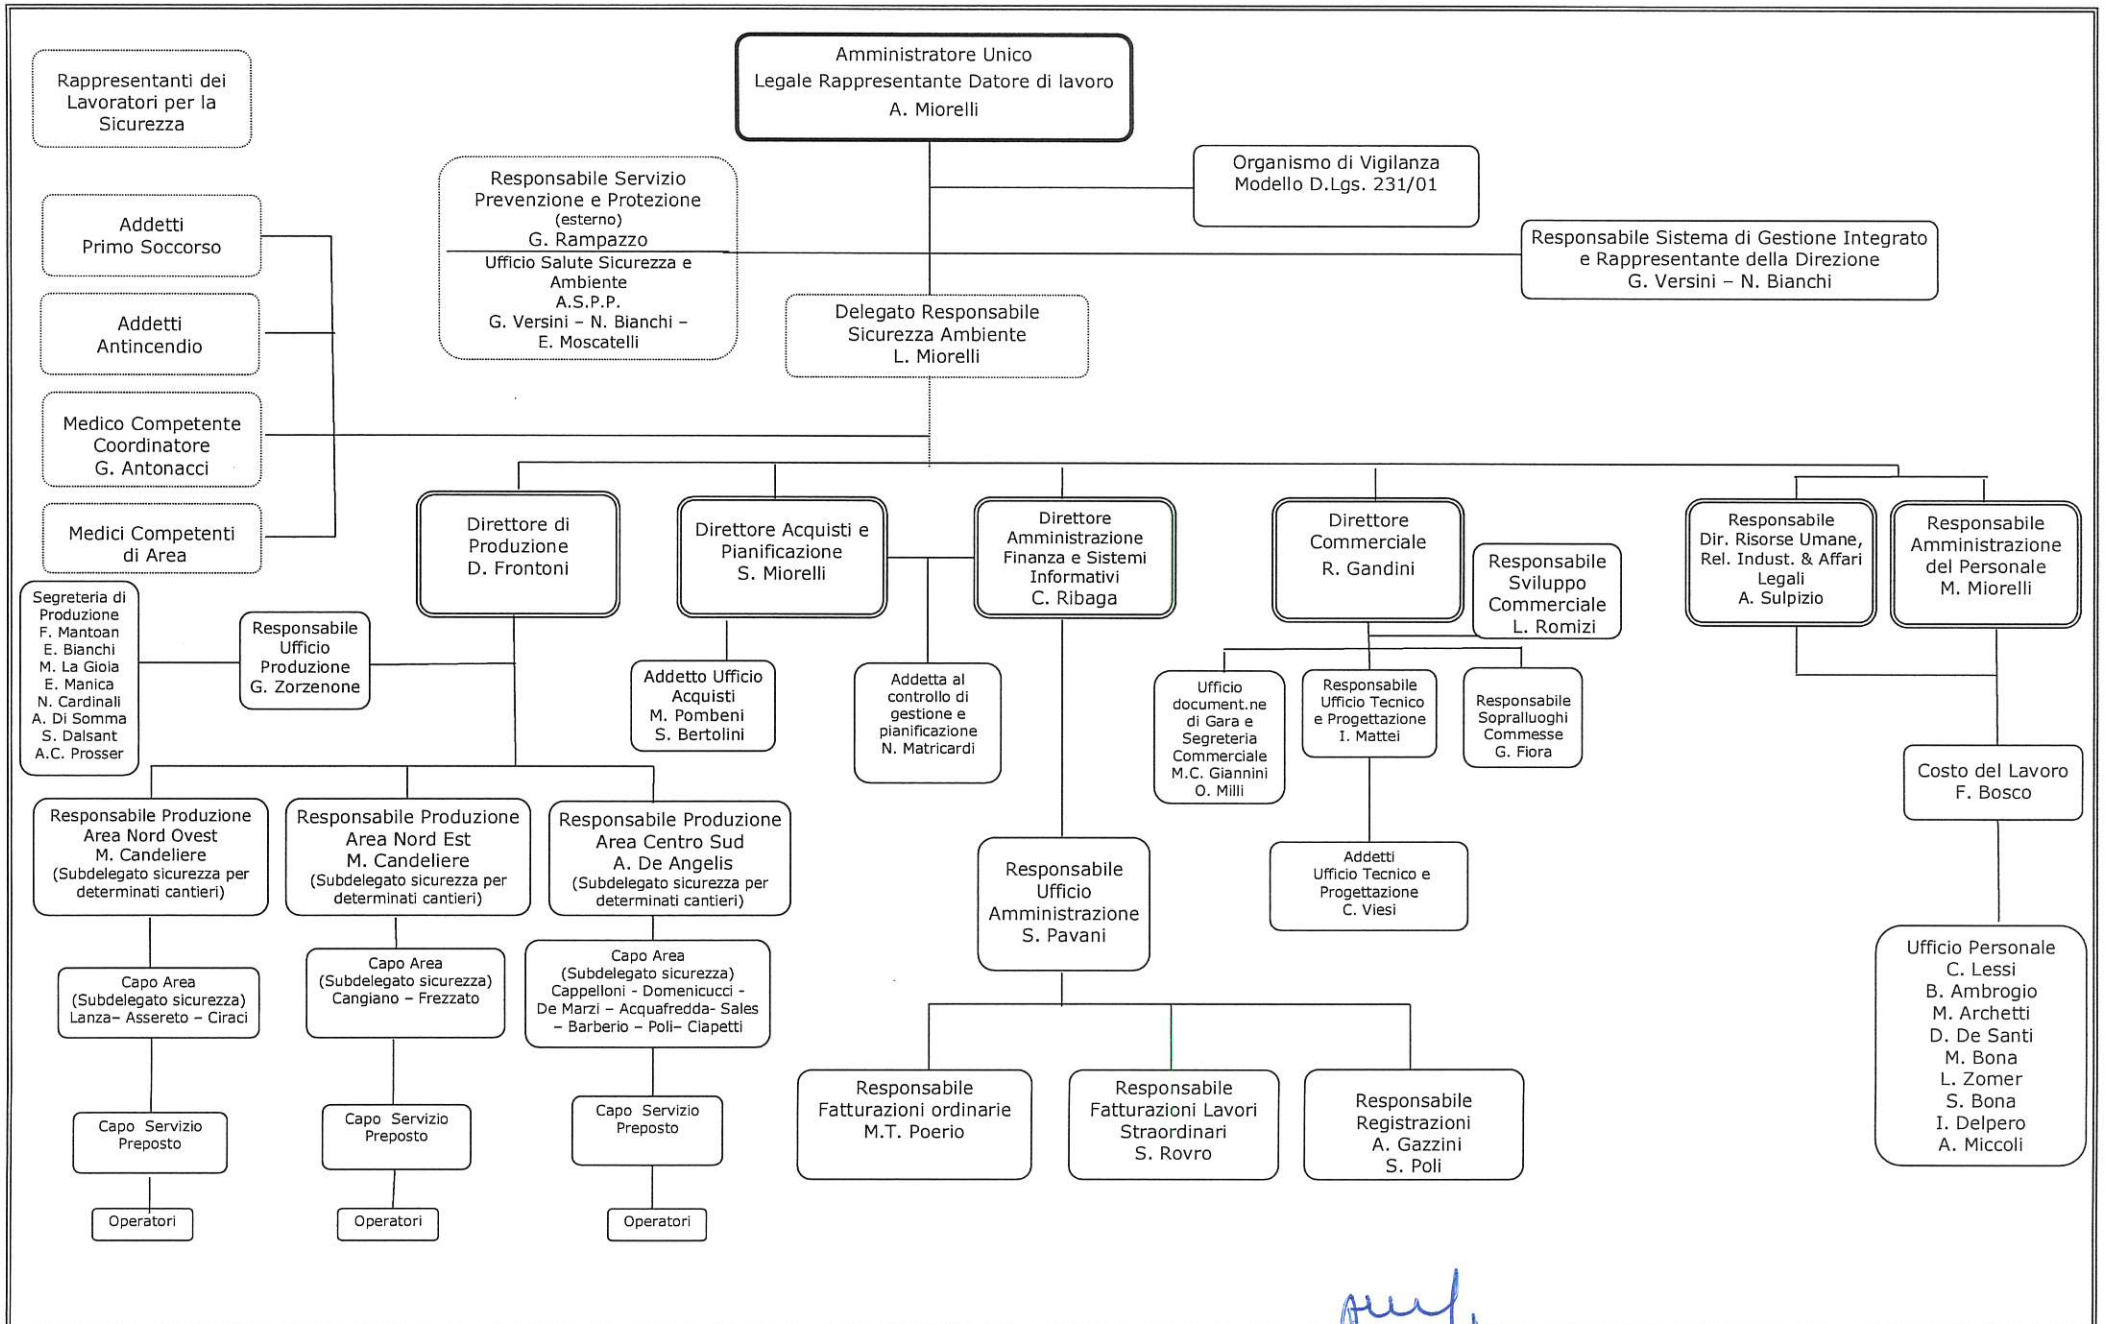 Amministratore Unico
Legale Rappresentante Datore di lavoro
A. Miorelli
Rappresentanti dei
Lavoratori per la
Sicurezza
Organismo di Vigilanza
Modello D.Lgs. 231/01
Responsabile Servizio
Prevenzione e Protezione
(esterno)
G. Rampazzo
Ufficio Salute Sicurezza e
Ambiente
A.S.P.P.
G. Versini – N. Bianchi –
E. Moscatelli
Responsabile Sistema di Gestione Integrato
e Rappresentante della Direzione
G. Versini – N. Bianchi
Addetti
Primo Soccorso
Addetti
Antincendio
Delegato Responsabile
Sicurezza Ambiente
L. Miorelli
Medico Competente
Coordinatore
G. Antonacci
Medici Competenti
di Area
Direttore di
Produzione
D. Frontoni
Direttore Acquisti e
Pianificazione
S. Miorelli
Direttore
Amministrazione
Finanza e Sistemi
Informativi
C. Ribaga
Direttore
Commerciale
R. Gandini
Responsabile
Sviluppo
Commerciale
L. Romizi
Responsabile
Dir. Risorse Umane,
Rel. Indust. & Affari
Legali
A. Sulpizio
Responsabile
Amministrazione
del Personale
M. Miorelli
Segreteria di
Produzione
F. Mantoan
E. Bianchi
M. La Gioia
E. Manica
N. Cardinali
A. Di Somma
S. Dalsant
A.C. Prosser
Responsabile
Ufficio
Produzione
G. Zorzenone
Addetto Ufficio
Acquisti
M. Pombeni
S. Bertolini
Addetta al
controllo di
gestione e
pianificazione
N. Matricardi
Ufficio
document.ne
di Gara e
Segreteria
Commerciale
M.C. Giannini
O. Milli
Responsabile
Ufficio Tecnico
e Progettazione
I. Mattei
Responsabile
Sopralluoghi
Commesse
G. Fiora
Costo del Lavoro
F. Bosco
Responsabile Produzione
Area Nord Ovest
M. Candeliere
(Subdelegato sicurezza per
determinati cantieri)
Responsabile Produzione
Area Nord Est
M. Candeliere
(Subdelegato sicurezza per
determinati cantieri)
Responsabile Produzione
Area Centro Sud
A. De Angelis
(Subdelegato sicurezza per
determinati cantieri)
Responsabile
Ufficio
Amministrazione
S. Pavani
Addetti
Ufficio Tecnico e
Progettazione
C. Viesi
Capo Area
(Subdelegato sicurezza)
Lanza– Assereto – Ciraci
Capo Area
(Subdelegato sicurezza)
Cangiano – Frezzato
Capo Area
(Subdelegato sicurezza)
Cappelloni - Domenicucci -
De Marzi – Acquafredda- Sales
– Barberio – Poli– Ciapetti
Ufficio Personale
C. Lessi
B. Ambrogio
M. Archetti
D. De Santi
M. Bona
L. Zomer
S. Bona
I. Delpero
A. Miccoli
Capo Servizio
Preposto
Capo Servizio
Preposto
Capo Servizio
Preposto
Responsabile
Fatturazioni ordinarie
M.T. Poerio
Responsabile
Fatturazioni Lavori
Straordinari
S. Rovro
Responsabile
Registrazioni
A. Gazzini
S. Poli
Operatori
Operatori
Operatori